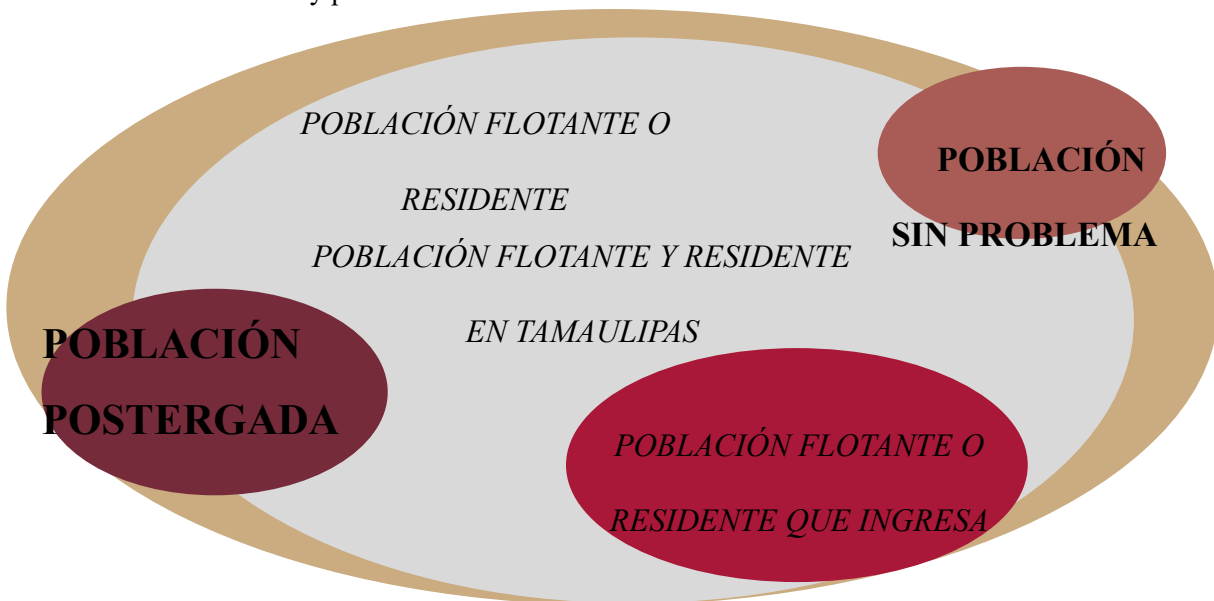 POBLACIÓN FLOTANTE O
RESIDENTE
POBLACIÓN FLOTANTE Y RESIDENTE
EN TAMAULIPAS
POBLACIÓN
SIN PROBLEMA
POBLACIÓN
POSTERGADA
POBLACIÓN FLOTANTE O
RESIDENTE QUE INGRESA